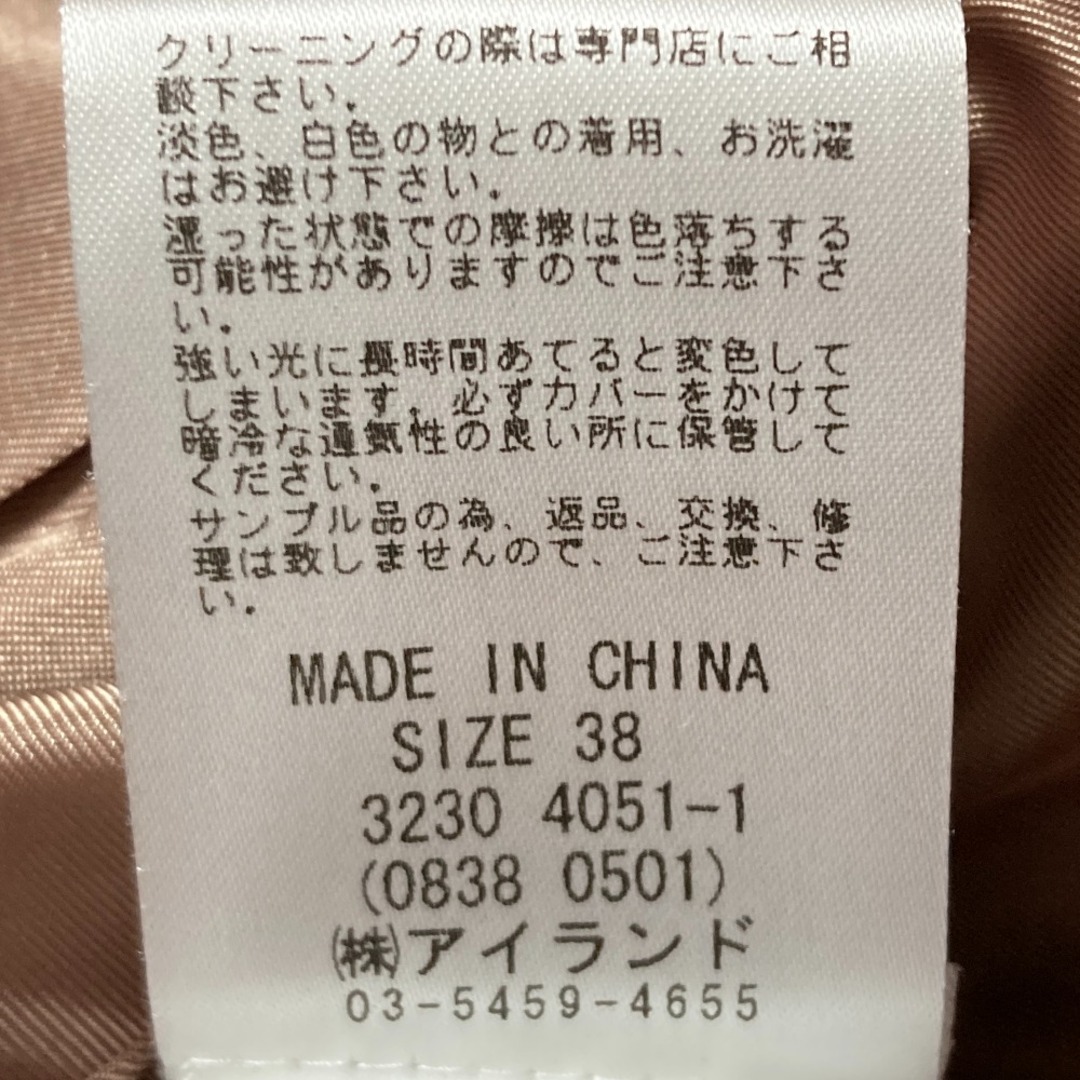 クリーニングの際は専門店にご相
談下さい。
淡色、白色の物との着用、お洗濯
はお避け下さい。
湿った状態での摩擦は色落ちする
可能性がありますのでご注意下さ
い。
強い光に長時間あてると変色して
しまいます。必ずカバーをかけて
暗冷な通気性の良い所に保管して
ください。
サンプル品の為、返品、交換、修
理は致しませんので、ご注意下さ
い。
MADE IN CHINA
SIZE 38
3230 4051-1
(0838 0501)
㈱アイランド
03-5459-4655